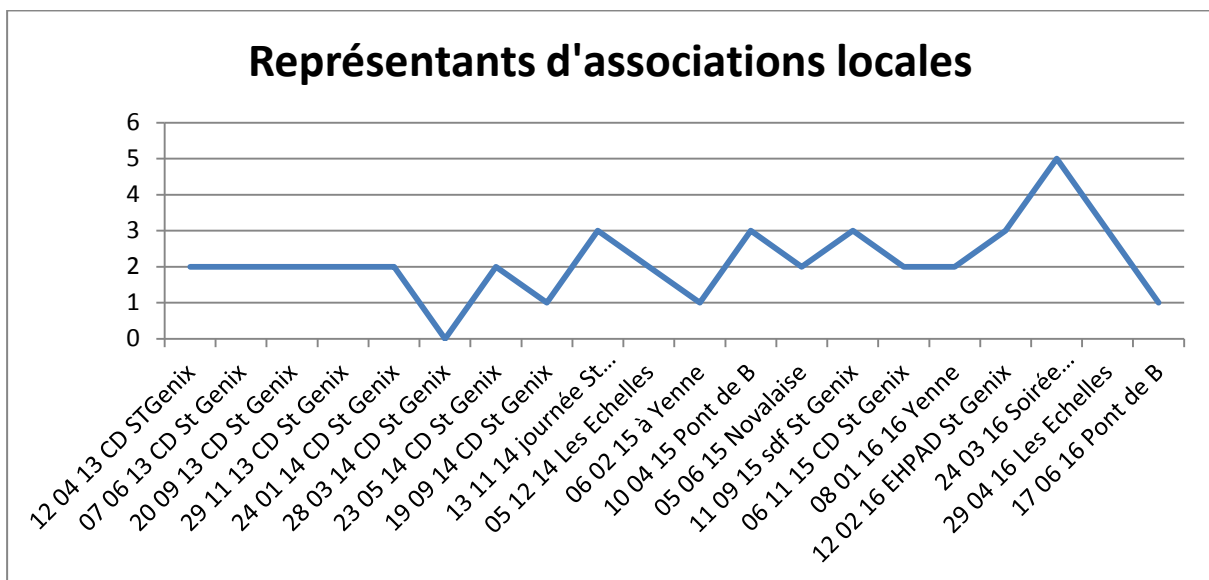 Représentants d'associations locales
6
5
4
3
2
1
0
12 04 13 CD STGenix
07 06 13 CD St Genix
20 09 13 CD St Genix
29 11 13 CD St Genix
24 01 14 CD St Genix
28 03 14 CD St Genix
23 05 14 CD St Genix
19 09 14 CD St Genix
13 11 14 journée St...
05 12 14 Les Echelles
06 02 15 à Yenne
10 04 15 Pont de B
05 06 15 Novalaise
11 09 15 sdf St Genix
06 11 15 CD St Genix
08 01 16 16 Yenne
12 02 16 EHPAD St Genix
24 03 16 Soirée...
29 04 16 Les Echelles
17 06 16 Pont de B